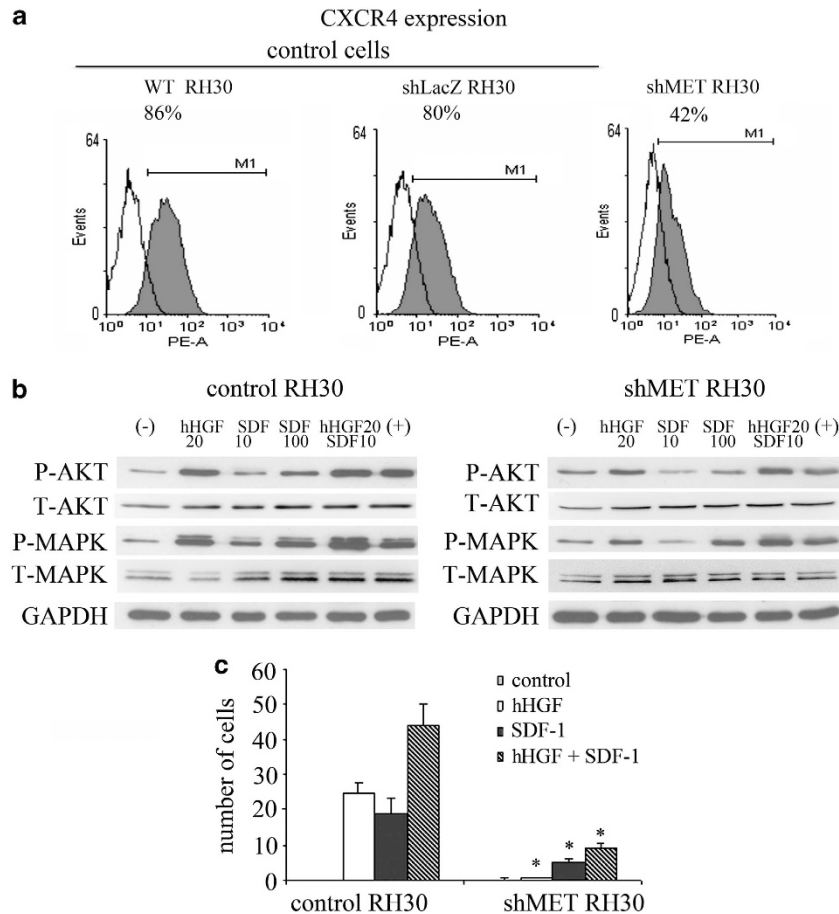 a
CXCR4 expression
control cells
WT RH30
86%
shLacZ RH30
80%
shMET RH30
42%
64
Events
0
M1
10⁰ 10¹ 10² 10³ 10⁴
PE-A
64
Events
0
M1
10⁰ 10¹ 10² 10³ 10⁴
PE-A
64
Events
0
M1
10⁰ 10¹ 10² 10³ 10⁴
PE-A
b
control RH30
(-) hHGF SDF SDF hHGF20 (+)
20 10 100 SDF10
P-AKT
T-AKT
P-MAPK
T-MAPK
GAPDH
shMET RH30
(-) hHGF SDF SDF hHGF20 (+)
20 10 100 SDF10
P-AKT
T-AKT
P-MAPK
T-MAPK
GAPDH
c
number of cells
60
50
40
30
20
10
0
control
hHGF
SDF-1
hHGF + SDF-1
* * *
control RH30
shMET RH30